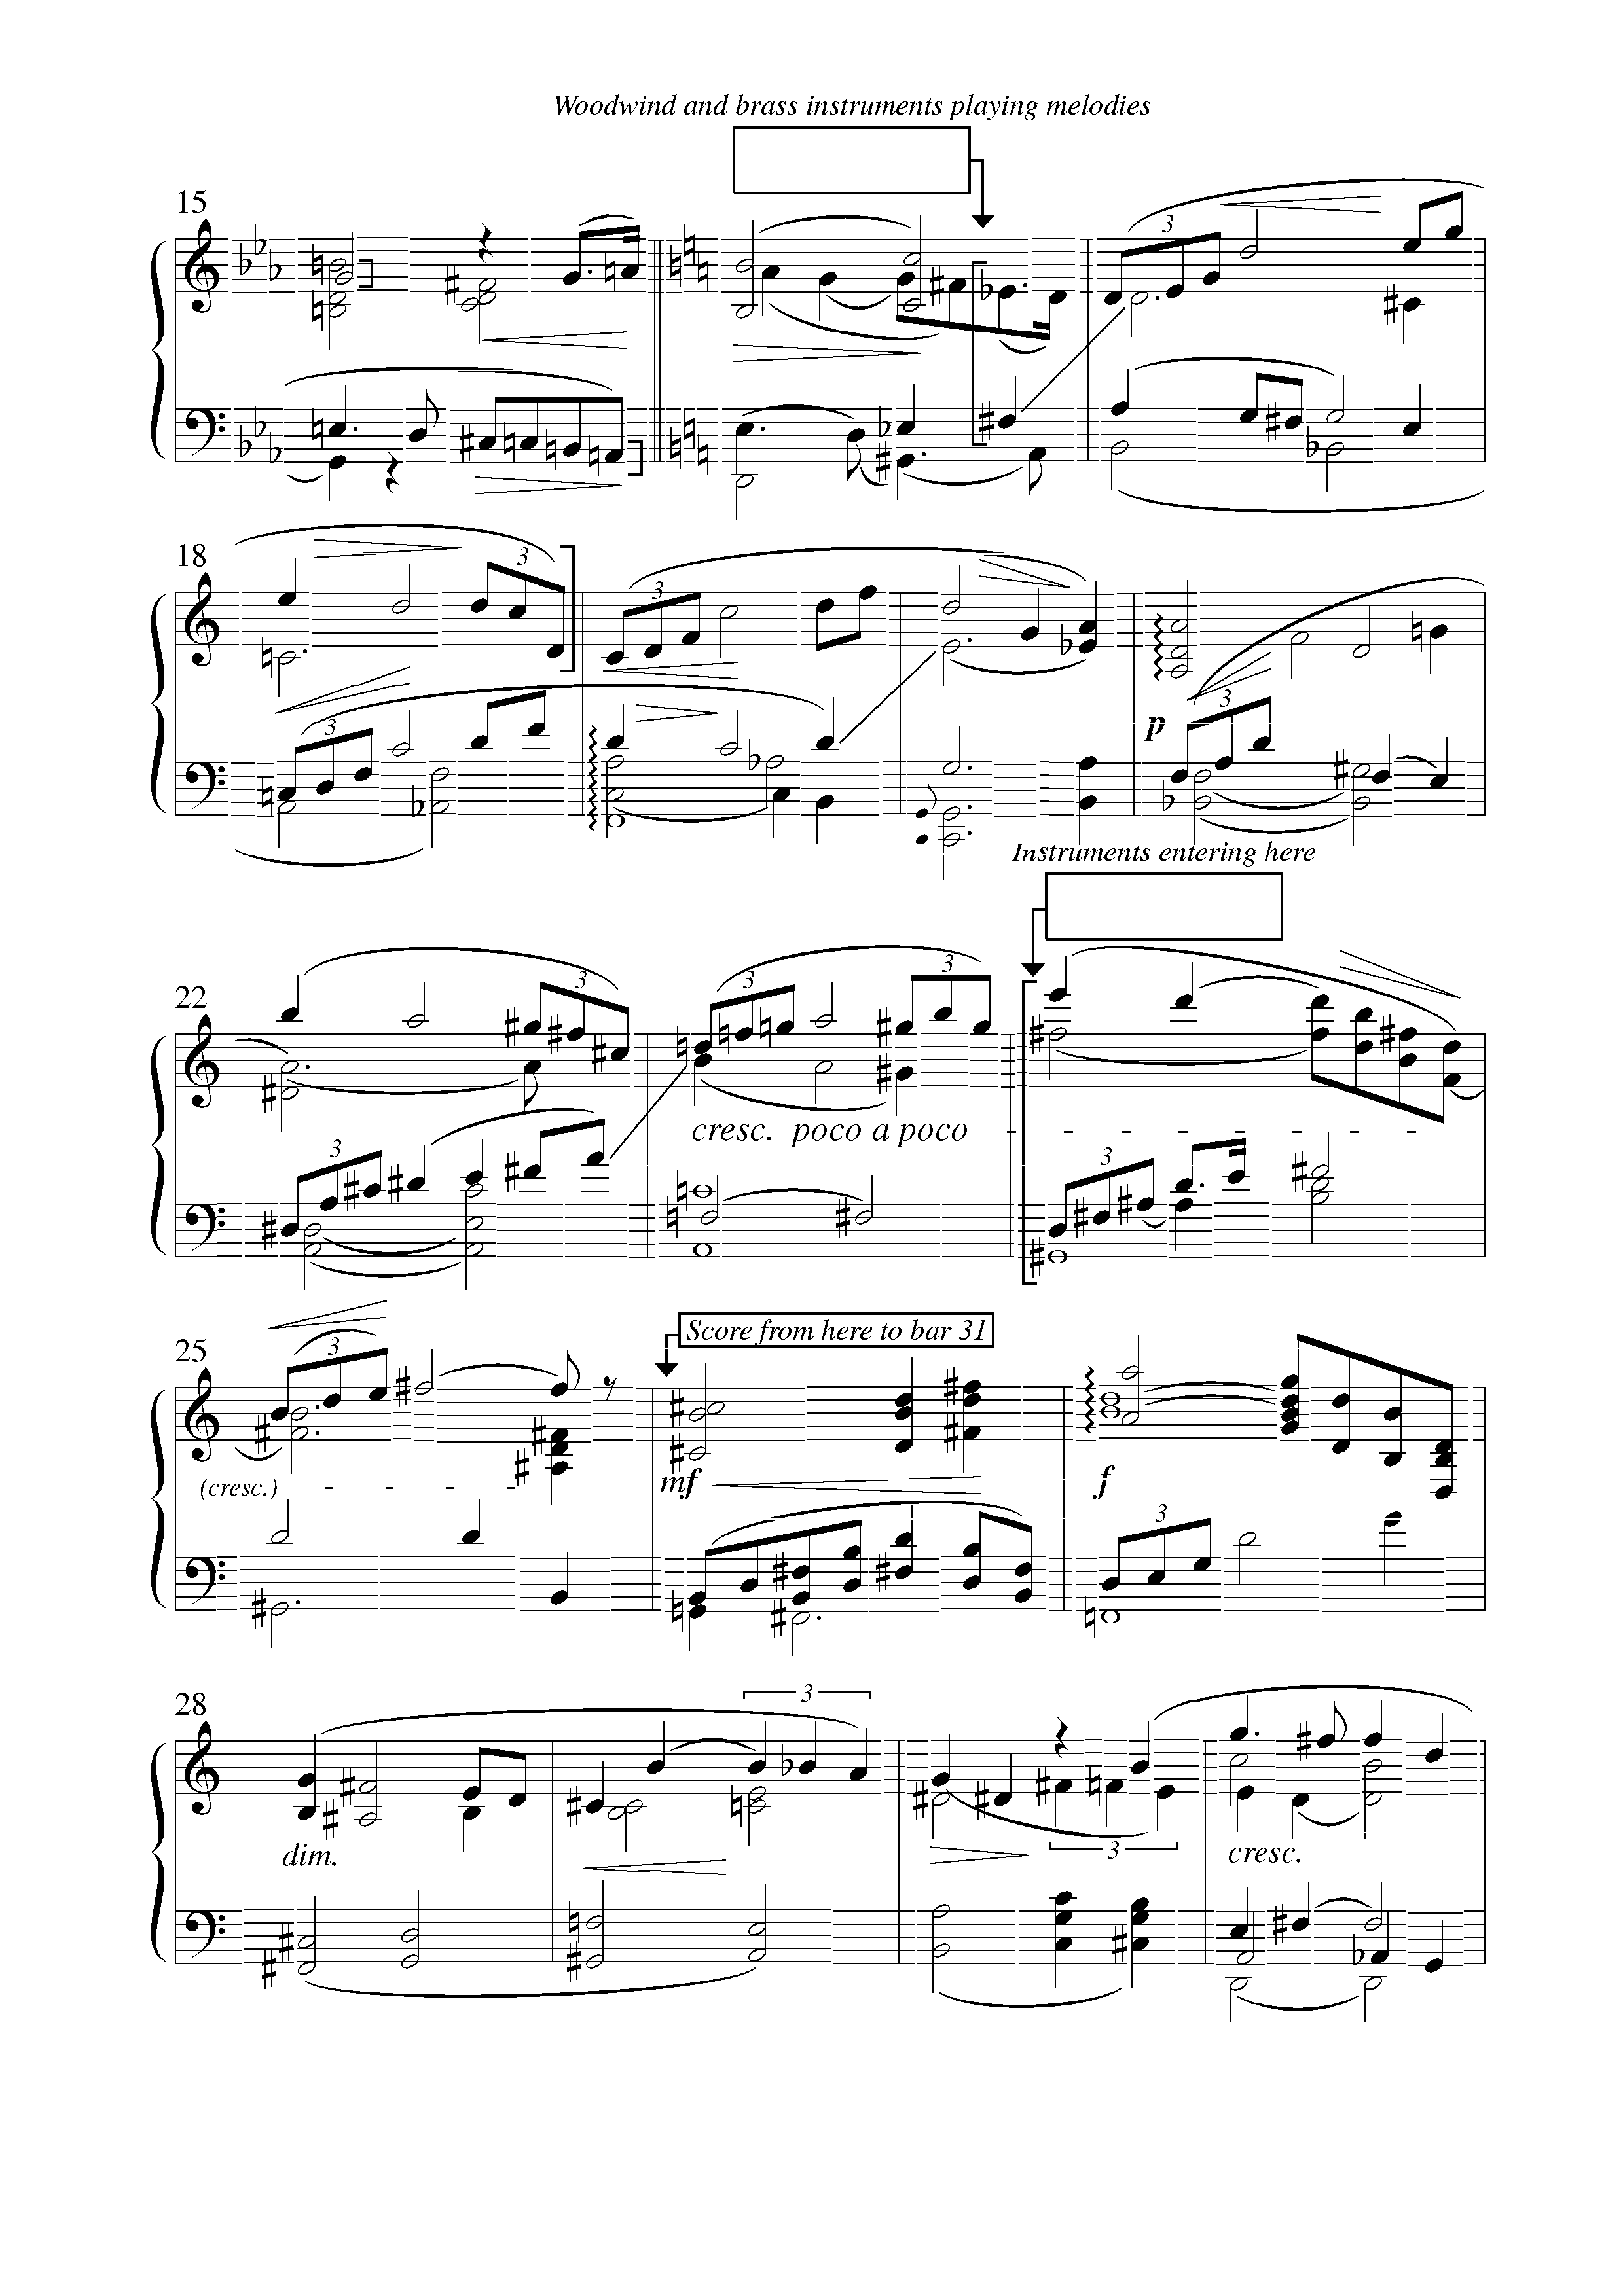 Woodwind and brass instruments playing melodies
15
3
18
3
3
3
3
p
Instruments entering here
22
3
3
3
3
cresc. poco a poco
3
3
25
3
Score from here to bar 31
(cresc.)
mf
f
3
28
3
dim.
3
cresc.